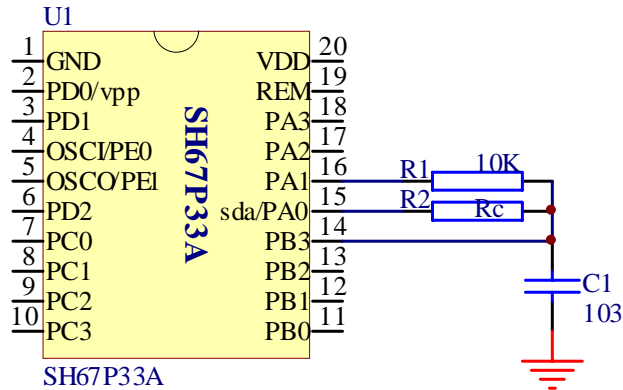 U1
1 GND VDD 20
2 PD0/vpp REM 19
3 PD1 PA3 18
4 OSCI/PE0 PA2 17
5 OSCO/PE1 PA1 16 R1 10K
6 PD2 sda/PA0 15 R2 Rc
7 PC0 PB3 14
8 PC1 PB2 13
9 PC2 PB1 12
10 PC3 PB0 11
SH67P33A
C1
103
SH67P33A